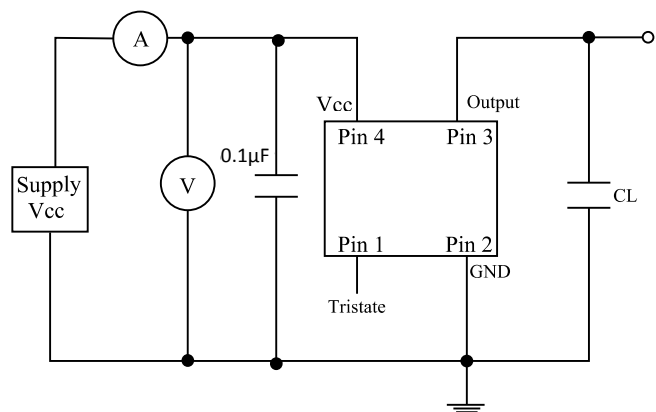 A
Vcc
Output
Pin 4
Pin 3
0.1µF
Supply
Vcc
V
CL
Pin 1
Pin 2
GND
Tristate